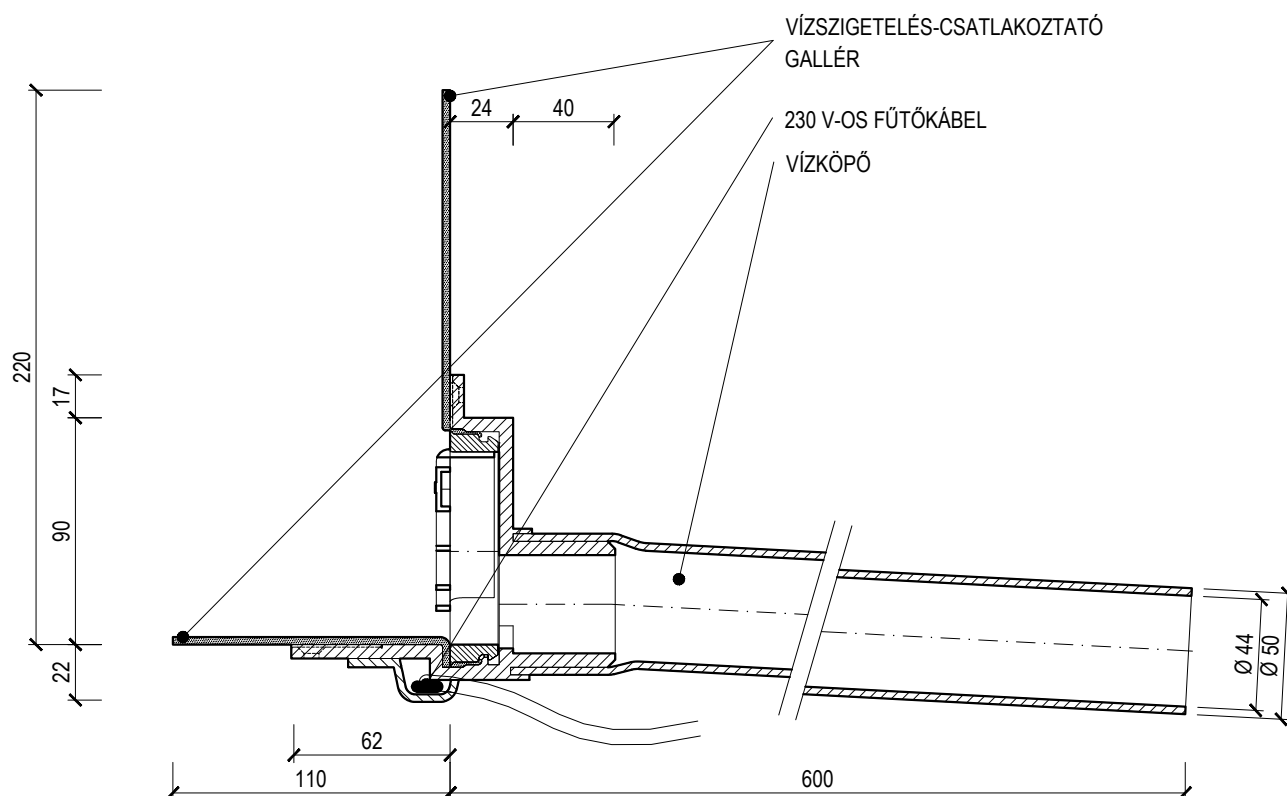 VÍZSZIGETELÉS-CSATLAKOZTATÓ
GALLÉR
24
40
230 V-OS FŰTŐKÁBEL
VÍZKÖPŐ
220
17
90
22
Ø 44
Ø 50
62
110
600